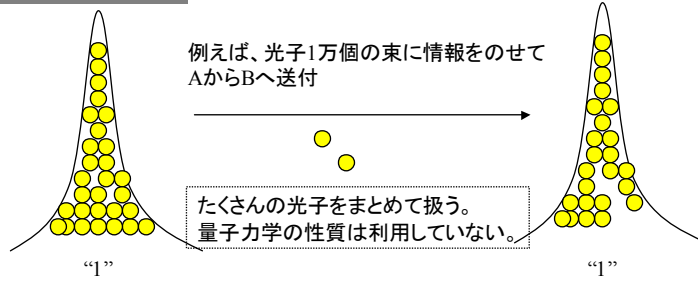 例えば、光子1万個の束に情報をのせて
AからBへ送付
たくさんの光子をまとめて扱う。
量子力学の性質は利用していない。
“1”
“1”